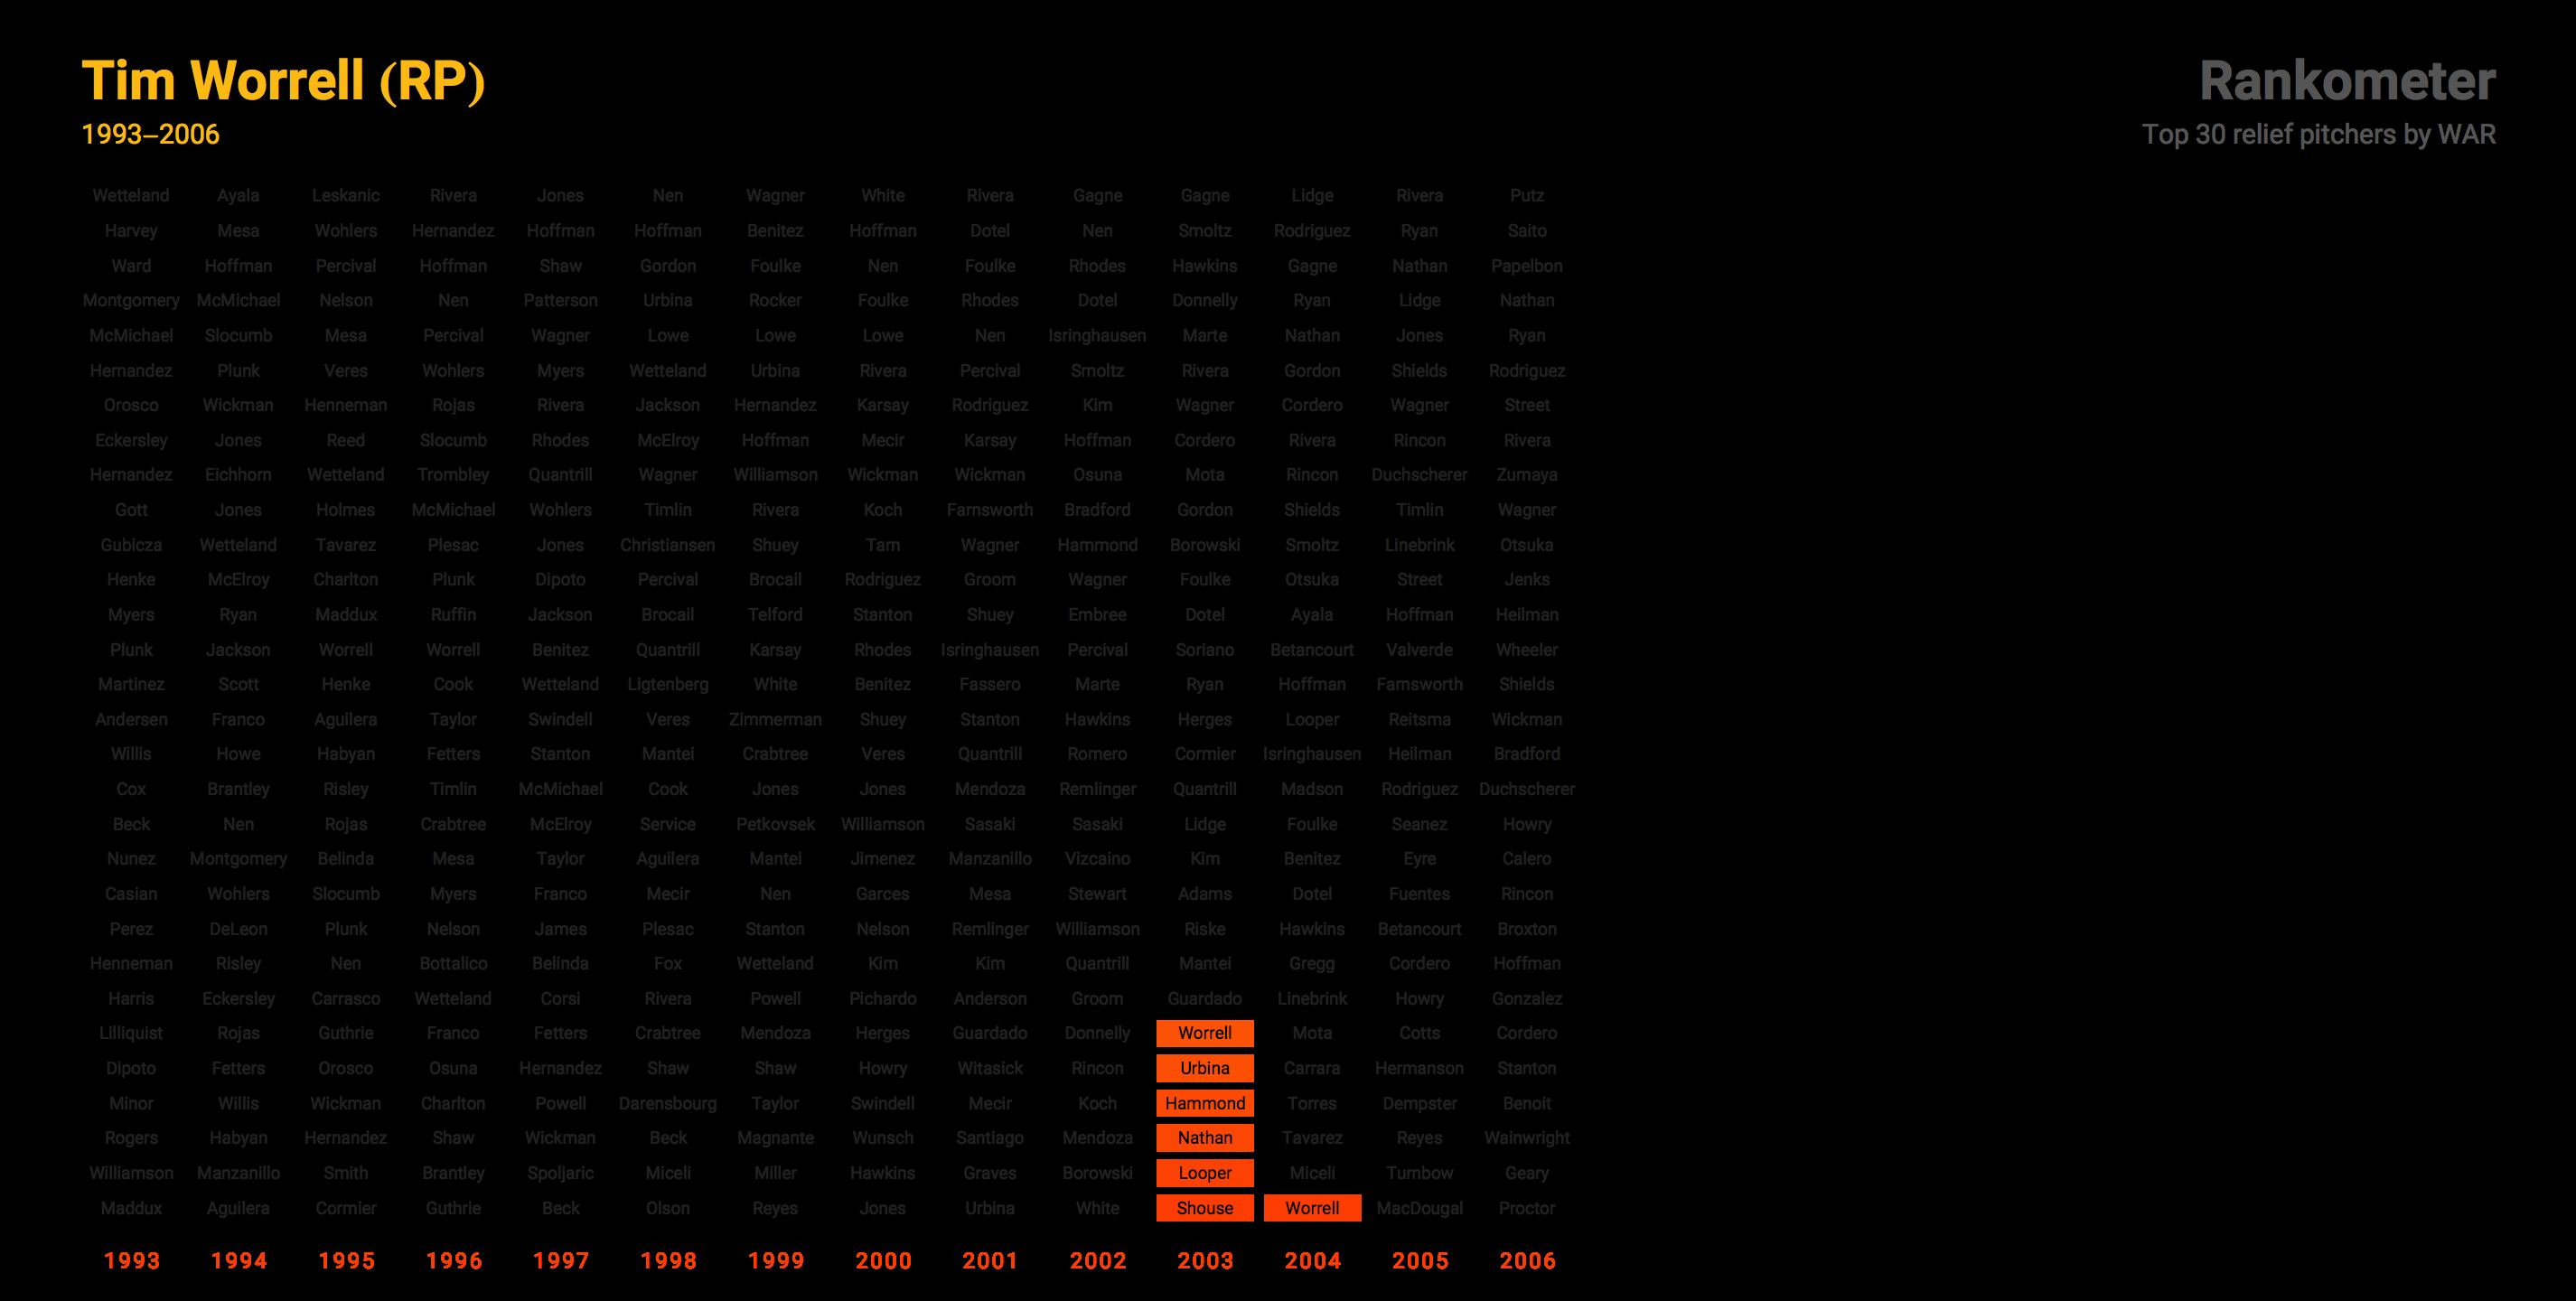 Tim Worrell (RP)
1993–2006
Rankometer
Top 30 relief pitchers by WAR
Wetteland Ayala Leskanic Rivera Jones Nen Wagner White Rivera Gagne Gagne Lidge Rivera Putz
Harvey Mesa Wohlers Hernandez Hoffman Hoffman Benitez Hoffman Dotel Nen Smoltz Rodriguez Ryan Saito
Ward Hoffman Percival Hoffman Shaw Gordon Foulke Nen Foulke Rhodes Hawkins Gagne Nathan Papelbon
Montgomery McMichael Nelson Nen Patterson Urbina Rocker Foulke Rhodes Dotel Donnelly Ryan Lidge Nathan
McMichael Slocumb Mesa Percival Wagner Lowe Lowe Lowe Nen Isringhausen Marte Nathan Jones Ryan
Hernandez Plunk Veres Wohlers Myers Wetteland Urbina Rivera Percival Smoltz Rivera Gordon Shields Rodriguez
Orosco Wickman Henneman Rojas Rivera Jackson Hernandez Karsay Rodriguez Kim Wagner Cordero Wagner Street
Eckersley Jones Reed Slocumb Rhodes McElroy Hoffman Mecir Karsay Hoffman Cordero Rivera Rincon Rivera
Hernandez Eichhorn Wetteland Trombley Quantrill Wagner Williamson Wickman Wickman Osuna Mota Rincon Duchscherer Zumaya
Gott Jones Holmes McMichael Wohlers Timlin Rivera Koch Farnsworth Bradford Gordon Shields Timlin Wagner
Gubicza Wetteland Tavarez Plesac Jones Christiansen Shuey Tam Wagner Hammond Borowski Smoltz Linebrink Otsuka
Henke McElroy Charlton Plunk Dipoto Percival Brocail Rodriguez Groom Wagner Foulke Otsuka Street Jenks
Myers Ryan Maddux Ruffin Jackson Brocail Telford Stanton Shuey Embree Dotel Ayala Hoffman Heilman
Plunk Jackson Worrell Worrell Benitez Quantrill Karsay Rhodes Isringhausen Percival Soriano Betancourt Valverde Wheeler
Martinez Scott Henke Cook Wetteland Ligtenberg White Benitez Fassero Marte Ryan Hoffman Farnsworth Shields
Andersen Franco Aguilera Taylor Swindell Veres Zimmerman Shuey Stanton Hawkins Herges Looper Reitsma Wickman
Willis Howe Habyan Fetters Stanton Mantei Crabtree Veres Quantrill Romero Cormier Isringhausen Heilman Bradford
Cox Brantley Risley Timlin McMichael Cook Jones Jones Mendoza Remlinger Quantrill Madson Rodriguez Duchscherer
Beck Nen Rojas Crabtree McElroy Service Petkovsek Williamson Sasaki Sasaki Lidge Foulke Seanez Howry
Nunez Montgomery Belinda Mesa Taylor Aguilera Mantei Jimenez Manzanillo Vizcaino Kim Benitez Eyre Calero
Casian Wohlers Slocumb Myers Franco Mecir Nen Garces Mesa Stewart Adams Dotel Fuentes Rincon
Perez DeLeon Plunk Nelson James Plesac Stanton Nelson Remlinger Williamson Riske Hawkins Betancourt Broxton
Henneman Risley Nen Bottalico Belinda Fox Wetteland Kim Kim Quantrill Mantei Gregg Cordero Hoffman
Harris Eckersley Carrasco Wetteland Corsi Rivera Powell Pichardo Anderson Groom Guardado Linebrink Howry Gonzalez
Lilliquist Rojas Guthrie Franco Fetters Crabtree Mendoza Herges Guardado Donnelly Worrell Mota Cotts Cordero
Dipoto Fetters Orosco Osuna Hernandez Shaw Shaw Howry Witasick Rincon Urbina Carrara Hermanson Stanton
Minor Willis Wickman Charlton Powell Darensbourg Taylor Swindell Mecir Koch Hammond Torres Dempster Benoit
Rogers Habyan Hernandez Shaw Wickman Beck Magnante Wunsch Santiago Mendoza Nathan Tavarez Reyes Wainwright
Williamson Manzanillo Smith Brantley Spoljaric Miceli Miller Hawkins Graves Borowski Looper Miceli Turnbow Geary
Maddux Aguilera Cormier Guthrie Beck Olson Reyes Jones Urbina White Shouse Worrell MacDougal Proctor
1993 1994 1995 1996 1997 1998 1999 2000 2001 2002 2003 2004 2005 2006